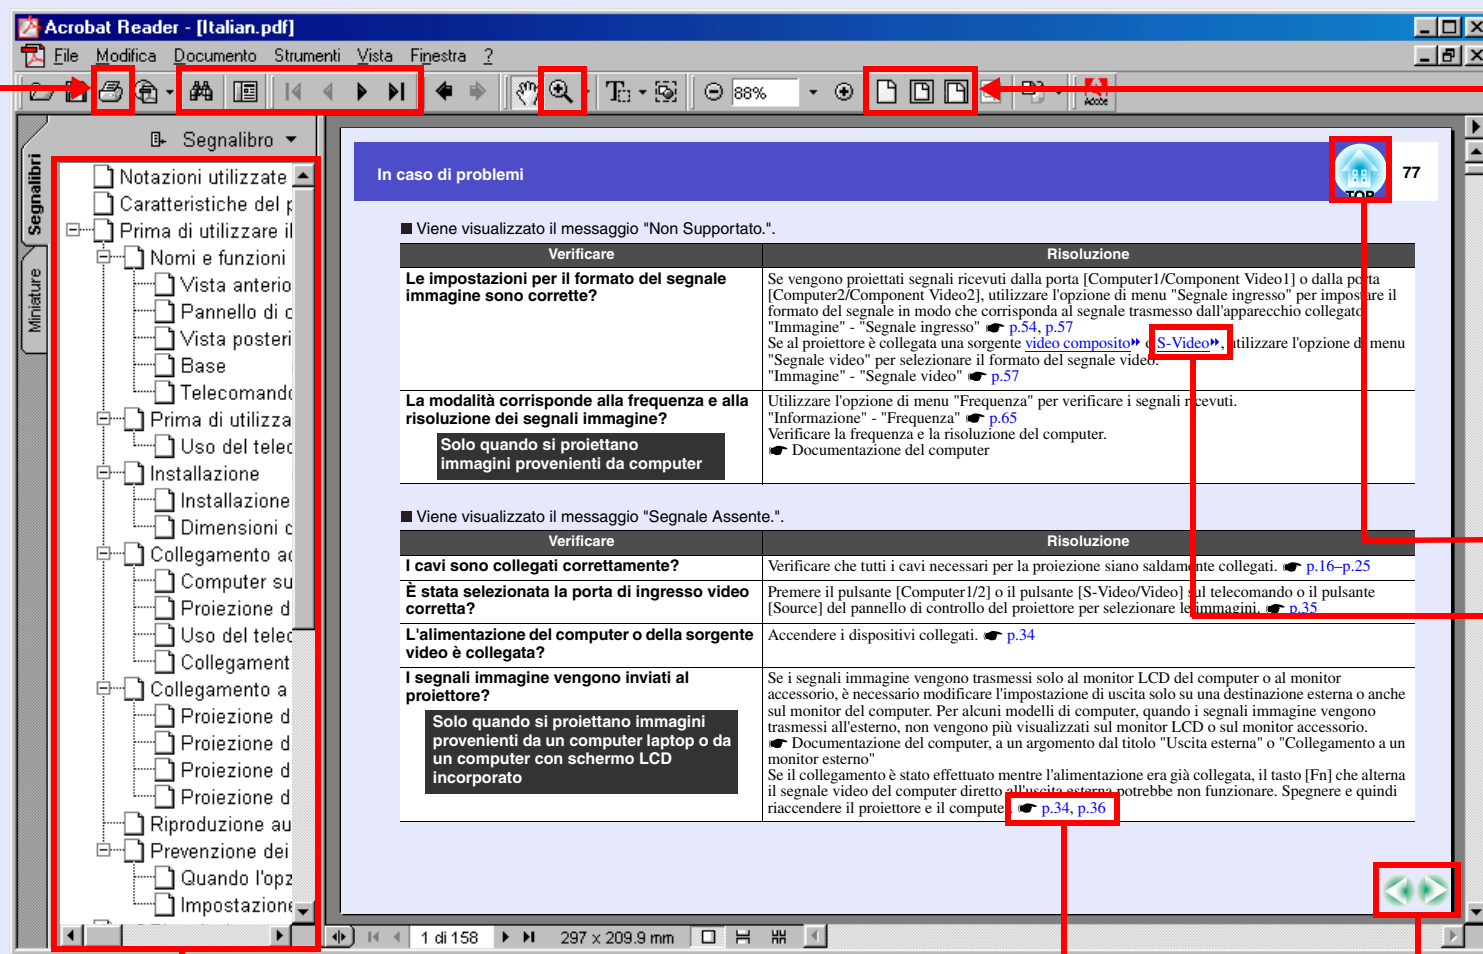 Acrobat Reader - [Italian.pdf]
File Modifica Documento Strumenti Vista Finestra ?
88%
Adobe
Segnalibri
Miniature
Segnalibro
Notazioni utilizzate
Caratteristiche del p
Prima di utilizzare il
Nomi e funzioni
Vista anterio
Pannello di c
Vista posteri
Base
Telecomando
Prima di utilizza
Uso del telec
Installazione
Installazione
Dimensioni c
Collegamento ad
Computer su
Proiezione d
Uso del telec
Collegament
Collegamento a
Proiezione d
Proiezione d
Proiezione d
Proiezione d
Riproduzione au
Prevenzione dei
Quando l'opz
Impostazione
In caso di problemi
TOP
77
Viene visualizzato il messaggio "Non Supportato.".
Verificare Risoluzione
Le impostazioni per il formato del segnale
immagine sono corrette?
Se vengono proiettati segnali ricevuti dalla porta [Computer1/Component Video1] o dalla porta
[Computer2/Component Video2], utilizzare l'opzione di menu "Segnale ingresso" per impostare il
formato del segnale in modo che corrisponda al segnale trasmesso dall'apparecchio collegato.
"Immagine" - "Segnale ingresso" ☛ p.54, p.57
Se al proiettore è collegata una sorgente video composito o S-Video, utilizzare l'opzione di menu
"Segnale video" per selezionare il formato del segnale video.
"Immagine" - "Segnale video" ☛ p.57
La modalità corrisponde alla frequenza e alla
risoluzione dei segnali immagine?
Solo quando si proiettano
immagini provenienti da computer
Utilizzare l'opzione di menu "Frequenza" per verificare i segnali ricevuti.
"Informazione" - "Frequenza" ☛ p.65
Verificare la frequenza e la risoluzione del computer.
☛ Documentazione del computer
Viene visualizzato il messaggio "Segnale Assente.".
Verificare Risoluzione
I cavi sono collegati correttamente?
Verificare che tutti i cavi necessari per la proiezione siano saldamente collegati. ☛ p.16–p.25
È stata selezionata la porta di ingresso video
corretta?
Premere il pulsante [Computer1/2] o il pulsante [S-Video/Video] sul telecomando o il pulsante
[Source] del pannello di controllo del proiettore per selezionare le immagini. ☛ p.35
L'alimentazione del computer o della sorgente
video è collegata?
Accendere i dispositivi collegati. ☛ p.34
I segnali immagine vengono inviati al
proiettore?
Solo quando si proiettano immagini
provenienti da un computer laptop o da
un computer con schermo LCD
incorporato
Se i segnali immagine vengono trasmessi solo al monitor LCD del computer o al monitor
accessorio, è necessario modificare l'impostazione di uscita solo su una destinazione esterna o anche
sul monitor del computer. Per alcuni modelli di computer, quando i segnali immagine vengono
trasmessi all'esterno, non vengono più visualizzati sul monitor LCD o sul monitor accessorio.
☛ Documentazione del computer, a un argomento dal titolo "Uscita esterna" o "Collegamento a un
monitor esterno"
Se il collegamento è stato effettuato mentre l'alimentazione era già collegata, il tasto [Fn] che alterna
il segnale video del computer diretto all'uscita esterna potrebbe non funzionare. Spegnere e quindi
riaccendere il proiettore e il computer. ☛ p.34, p.36
1 di 158 297 x 209.9 mm